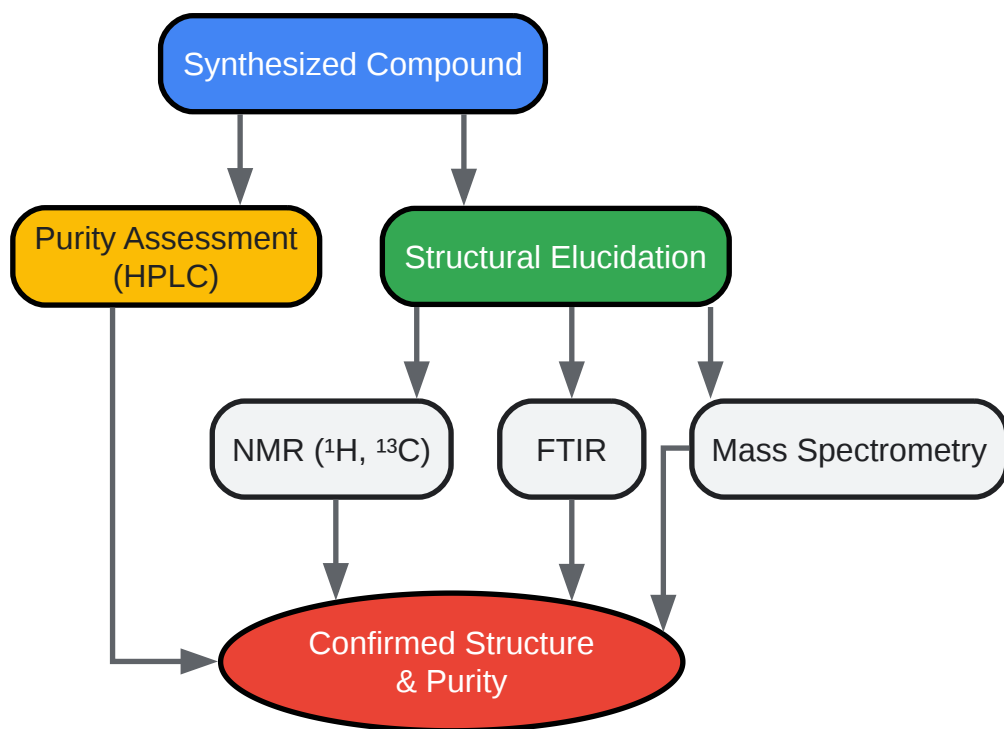 Synthesized Compound
Purity Assessment
(HPLC)
Structural Elucidation
NMR (¹H, ¹³C)
FTIR
Mass Spectrometry
Confirmed Structure
& Purity